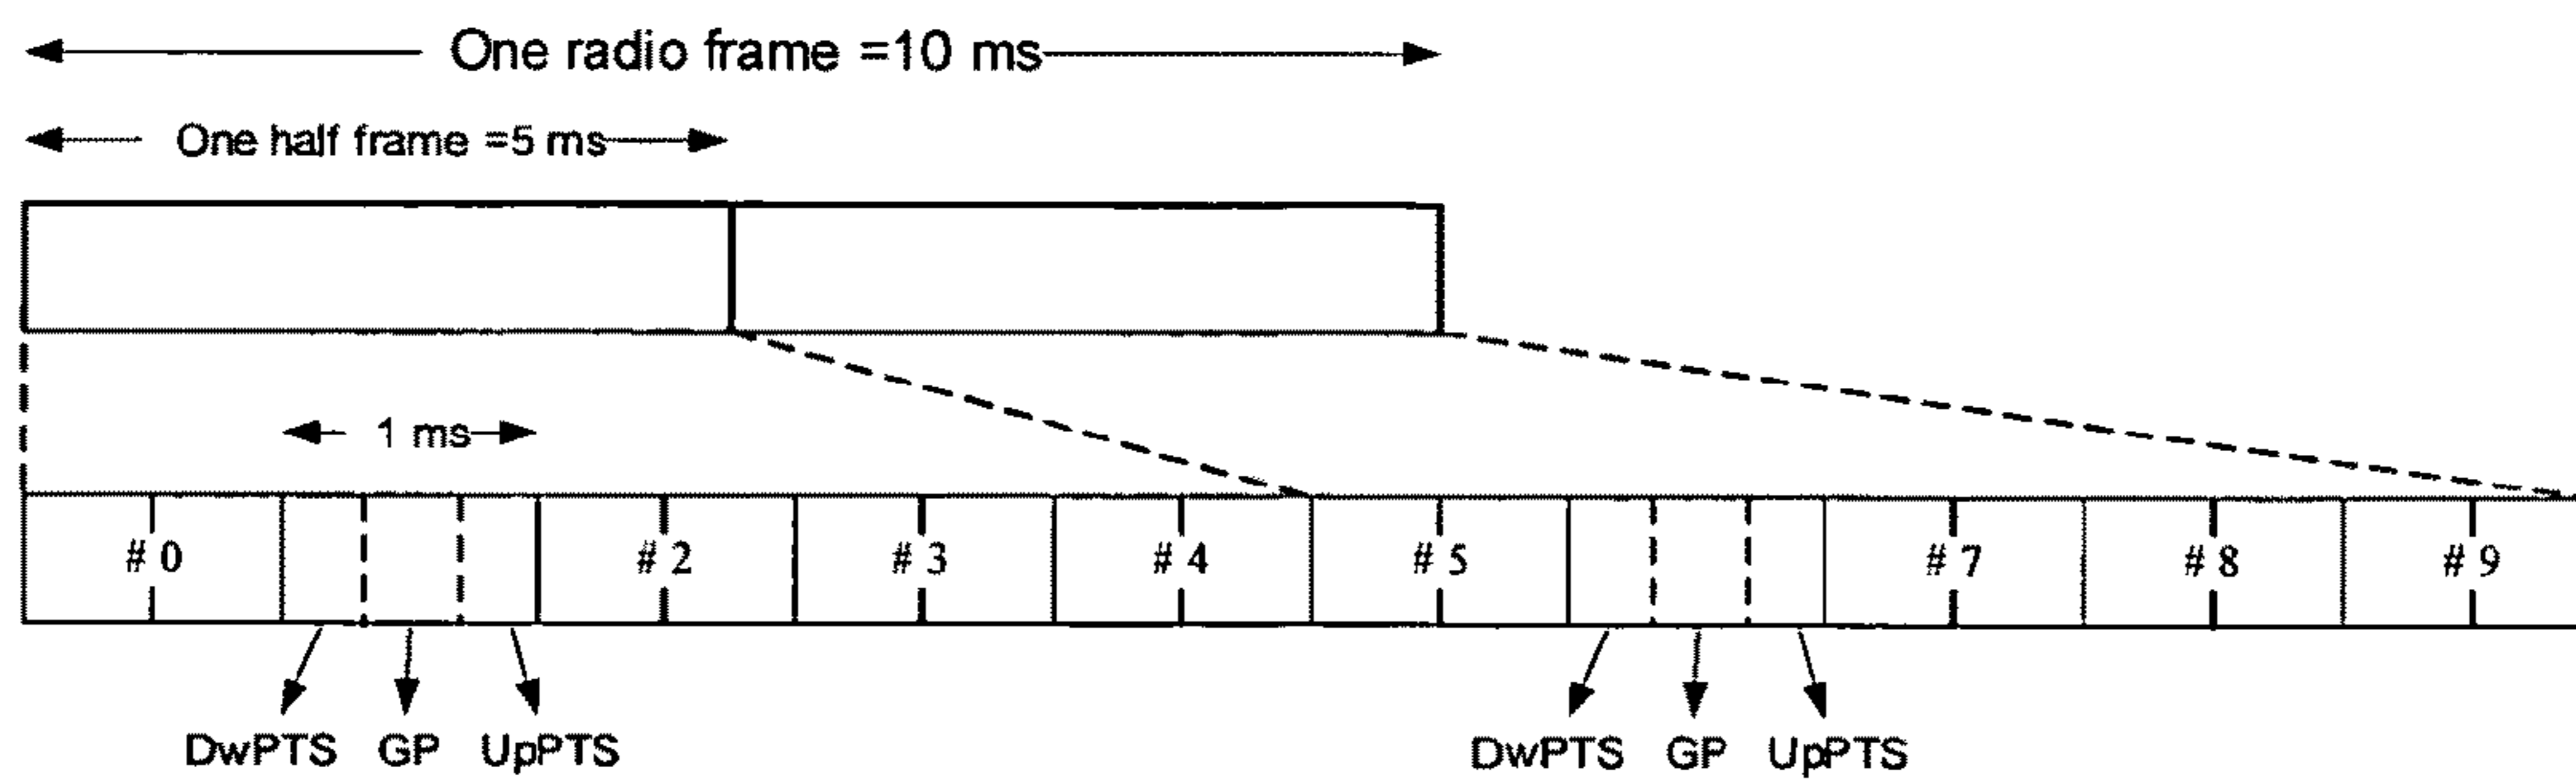 One radio frame =10 ms
One half frame =5 ms
1 ms
# 0 # 2 # 3 # 4 # 5 # 7 # 8 # 9
DwPTS GP UpPTS DwPTS GP UpPTS